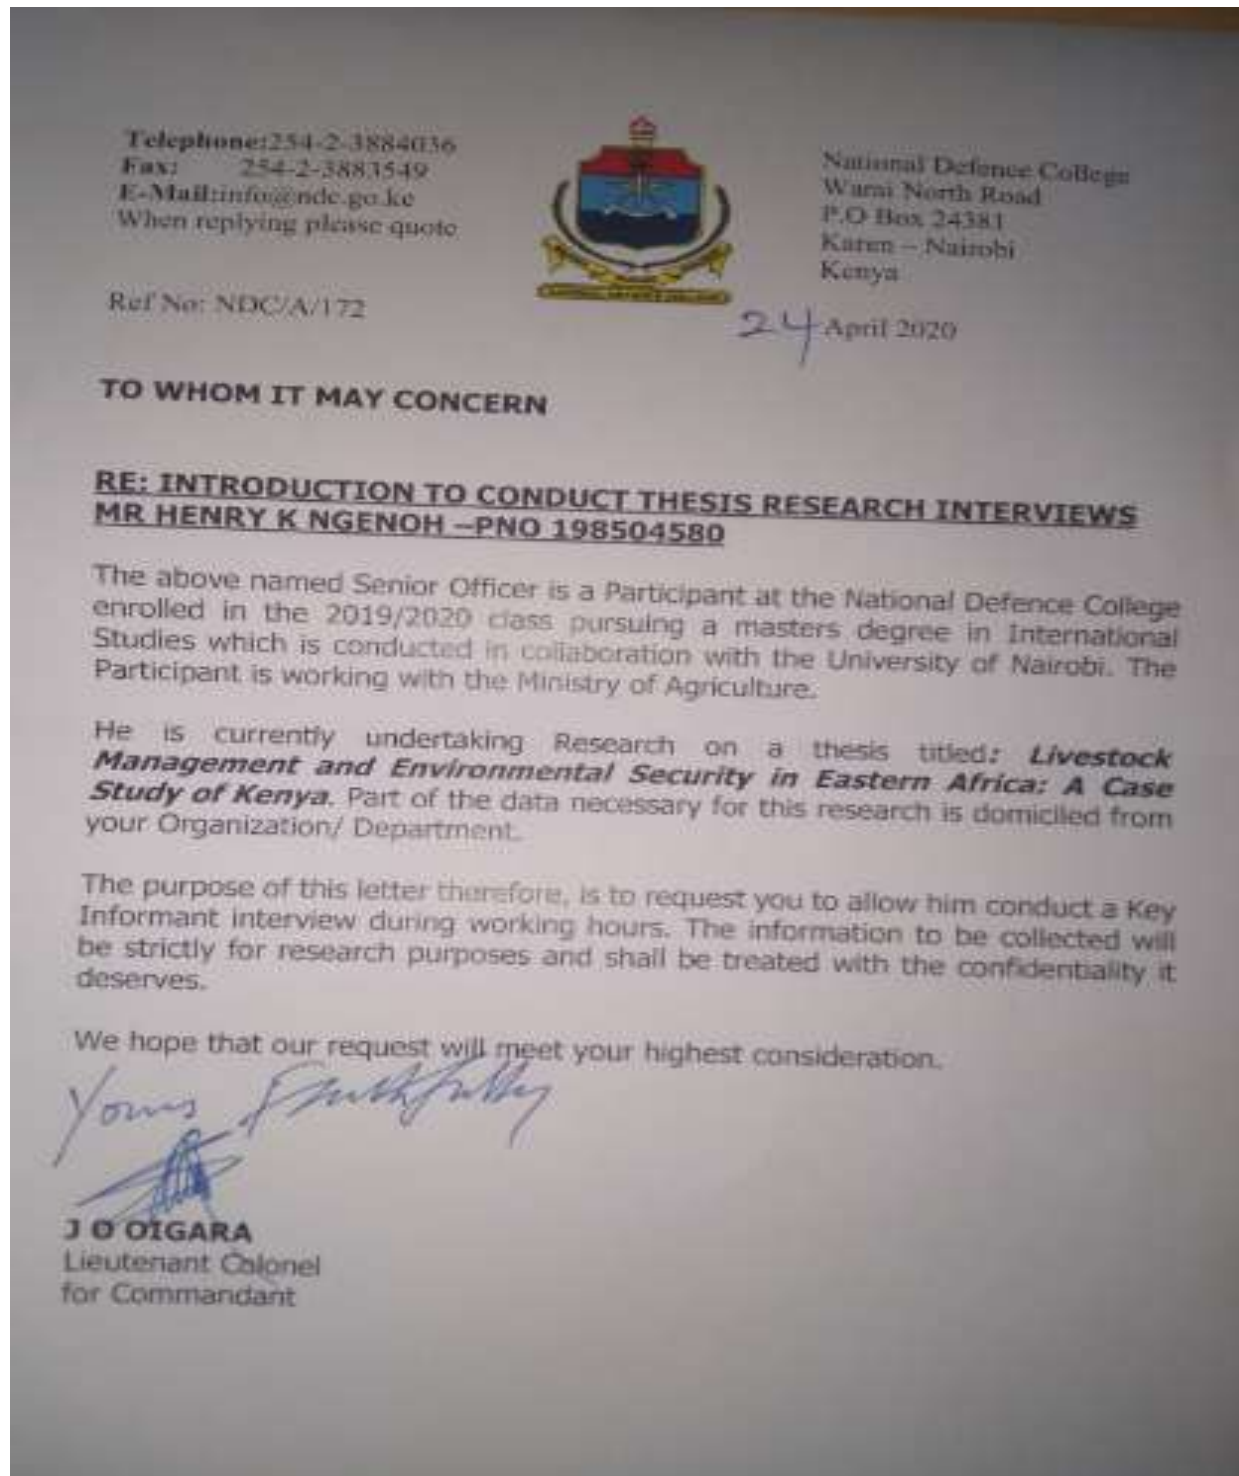 Telephone:254-2-3884036
Fax: 254-2-3883549
E-Mail:info@ndc.go.ke
When replying please quote
National Defence College
Warai North Road
P.O Box 24381
Karen – Nairobi
Kenya
Ref No: NDC/A/172
24 April 2020
TO WHOM IT MAY CONCERN
RE: INTRODUCTION TO CONDUCT THESIS RESEARCH INTERVIEWS
MR HENRY K NGENOH –PNO 198504580
The above named Senior Officer is a Participant at the National Defence College
enrolled in the 2019/2020 class pursuing a masters degree in International
Studies which is conducted in collaboration with the University of Nairobi. The
Participant is working with the Ministry of Agriculture.
He is currently undertaking Research on a thesis titled: Livestock
Management and Environmental Security in Eastern Africa: A Case
Study of Kenya. Part of the data necessary for this research is domiciled from
your Organization/ Department.
The purpose of this letter therefore, is to request you to allow him conduct a Key
Informant interview during working hours. The information to be collected will
be strictly for research purposes and shall be treated with the confidentiality it
deserves.
We hope that our request will meet your highest consideration.
Yours Faithfully
J O OIGARA
Lieutenant Colonel
for Commandant